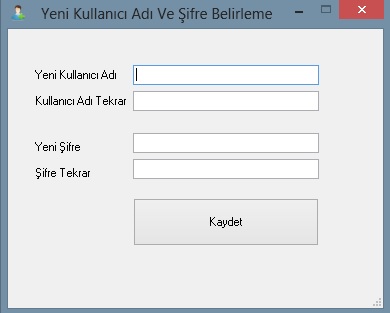 Yeni Kullanıcı Adı Ve Şifre Belirleme
Yeni Kullanıcı Adı
Kullanıcı Adı Tekrar
Yeni Şifre
Şifre Tekrar
Kaydet